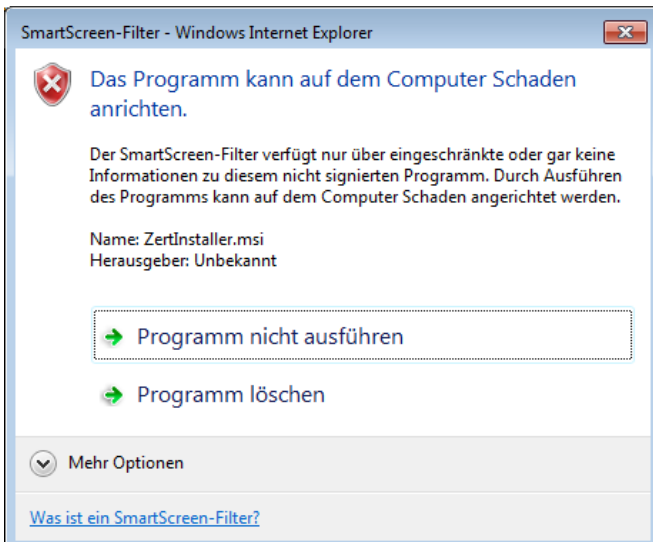 SmartScreen-Filter - Windows Internet Explorer
Das Programm kann auf dem Computer Schaden
anrichten.
Der SmartScreen-Filter verfügt nur über eingeschränkte oder gar keine
Informationen zu diesem nicht signierten Programm. Durch Ausführen
des Programms kann auf dem Computer Schaden angerichtet werden.
Name: ZertInstaller.msi
Herausgeber: Unbekannt
Programm nicht ausführen
Programm löschen
Mehr Optionen
Was ist ein SmartScreen-Filter?